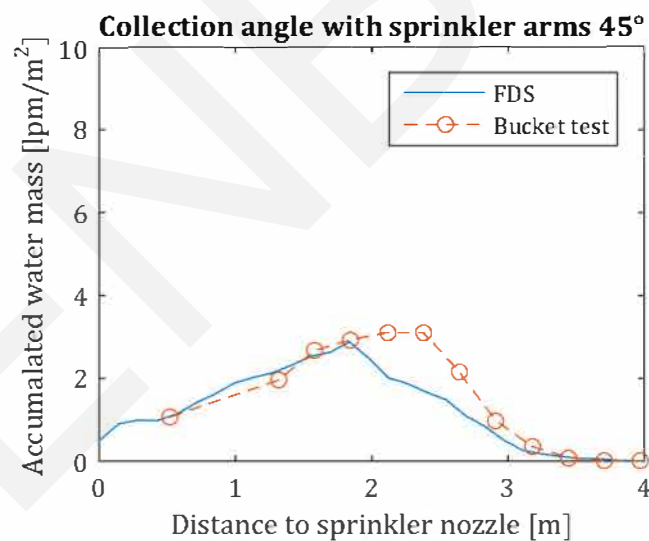 Collection angle with sprinkler arms 45°
10
8
6
4
2
0
Accumalated water mass [lpm/m²]
FDS
Bucket test
0 1 2 3 4
Distance to sprinkler nozzle [m]